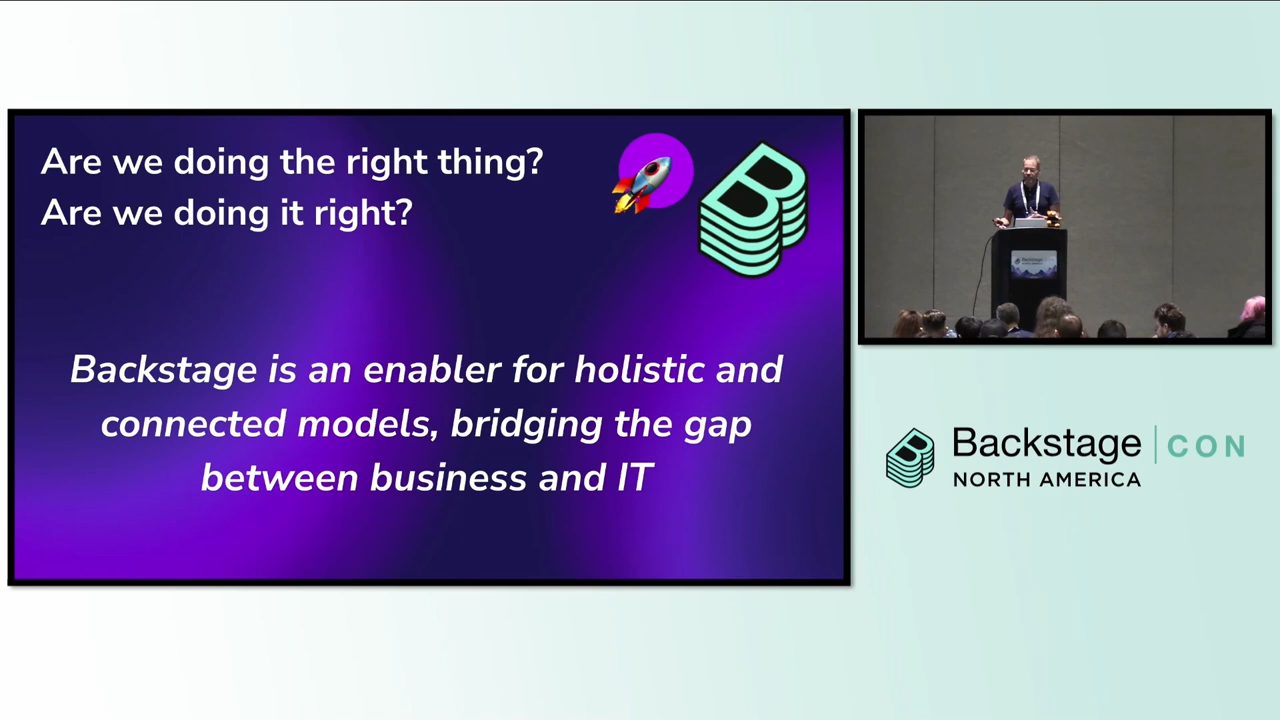 Are we doing the right thing?
Are we doing it right?
Backstage is an enabler for holistic and
connected models, bridging the gap
between business and IT
Backstage | CON
NORTH AMERICA